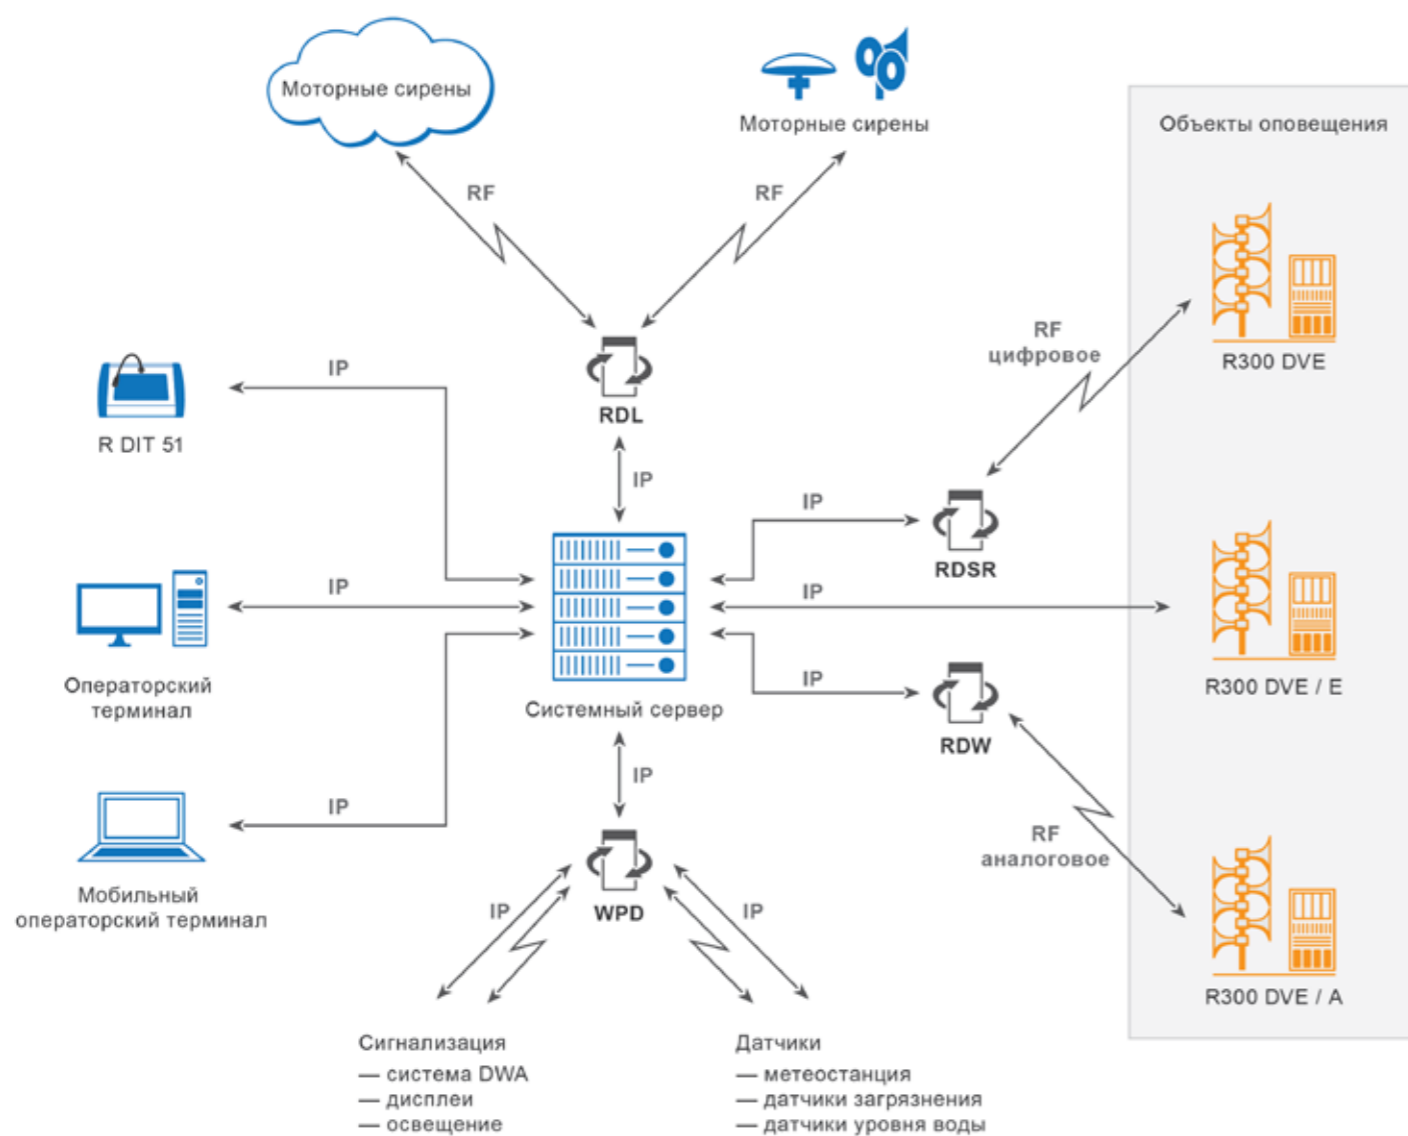 Моторные сирены
Моторные сирены
Объекты оповещения
RF
RF
RF
цифровое
R300 DVE
IP
R DIT 51
RDL
IP
IP
RDSR
IP
IP
Операторский
терминал
R300 DVE / E
Системный сервер
IP
RDW
IP
IP
RF
аналоговое
Мобильный
операторский терминал
IP
WPD
IP
R300 DVE / A
Сигнализация
— система DWA
— дисплеи
— освещение
Датчики
— метеостанция
— датчики загрязнения
— датчики уровня воды